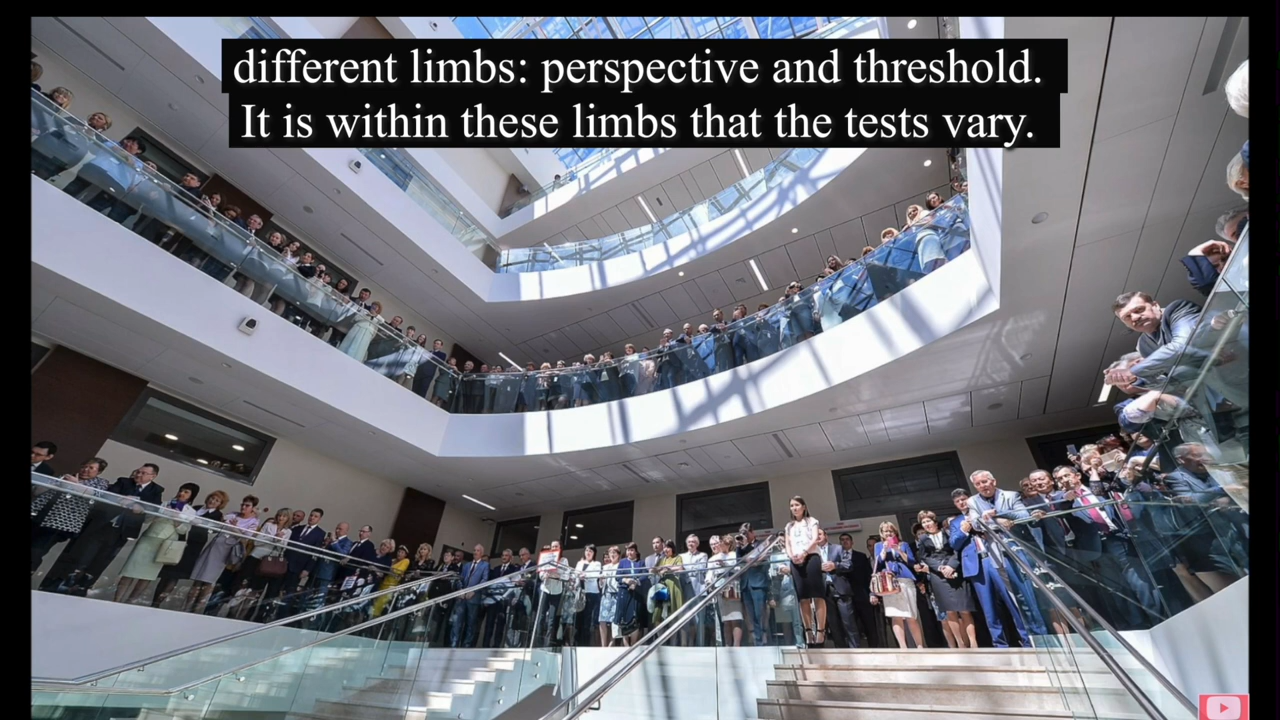 different limbs: perspective and threshold.
It is within these limbs that the tests vary.